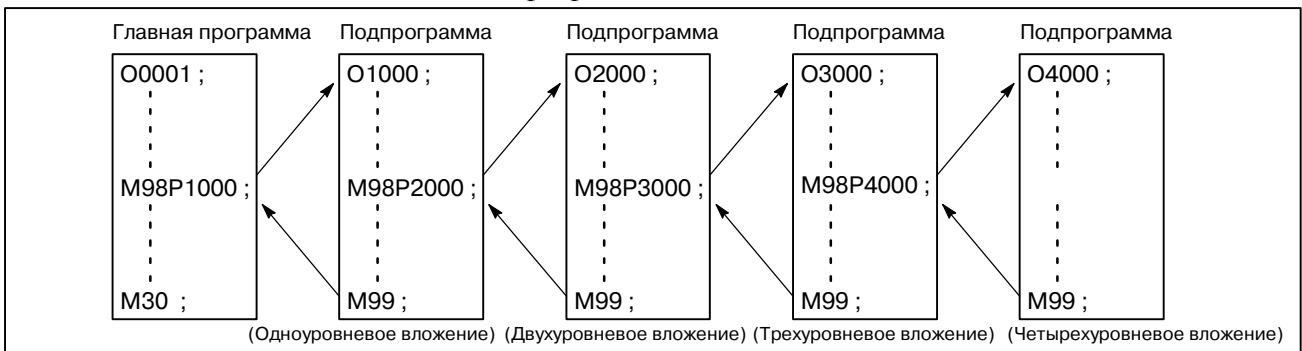 Главная программа
Подпрограмма
Подпрограмма
Подпрограмма
Подпрограмма
O0001 ;
M98P1000 ;
M30 ;
O1000 ;
M98P2000 ;
M99 ;
(Одноуровневое вложение)
O2000 ;
M98P3000 ;
M99 ;
(Двухуровневое вложение)
O3000 ;
M98P4000 ;
M99 ;
(Трехуровневое вложение)
O4000 ;
M99 ;
(Четырехуровневое вложение)